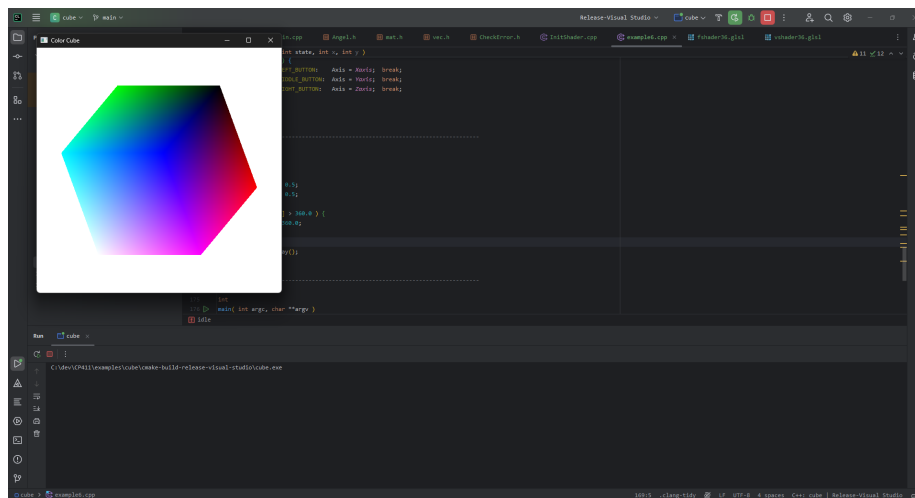 cube
main
Release-Visual Studio
cube
Color Cube
in.cpp
Angel.h
mat.h
vec.h
CheckError.h
InitShader.cpp
example6.cpp
fshader36.glsl
vshader36.glsl
int state, int x, int y )
11 12
) {
EFT_BUTTON: Axis = Xaxis; break;
IDDLE_BUTTON: Axis = Yaxis; break;
IGHT_BUTTON: Axis = Zaxis; break;
0.5;
0.5;
] > 360.0 ) {
360.0;
ay();
int
main( int argc, char **argv )
idle
Run
cube
C:\dev\CP411\examples\cube\cmake-build-release-visual-studio\cube.exe
cube > example6.cpp
169:5 .clang-tidy LF UTF-8 4 spaces C++: cube | Release-Visual Studio